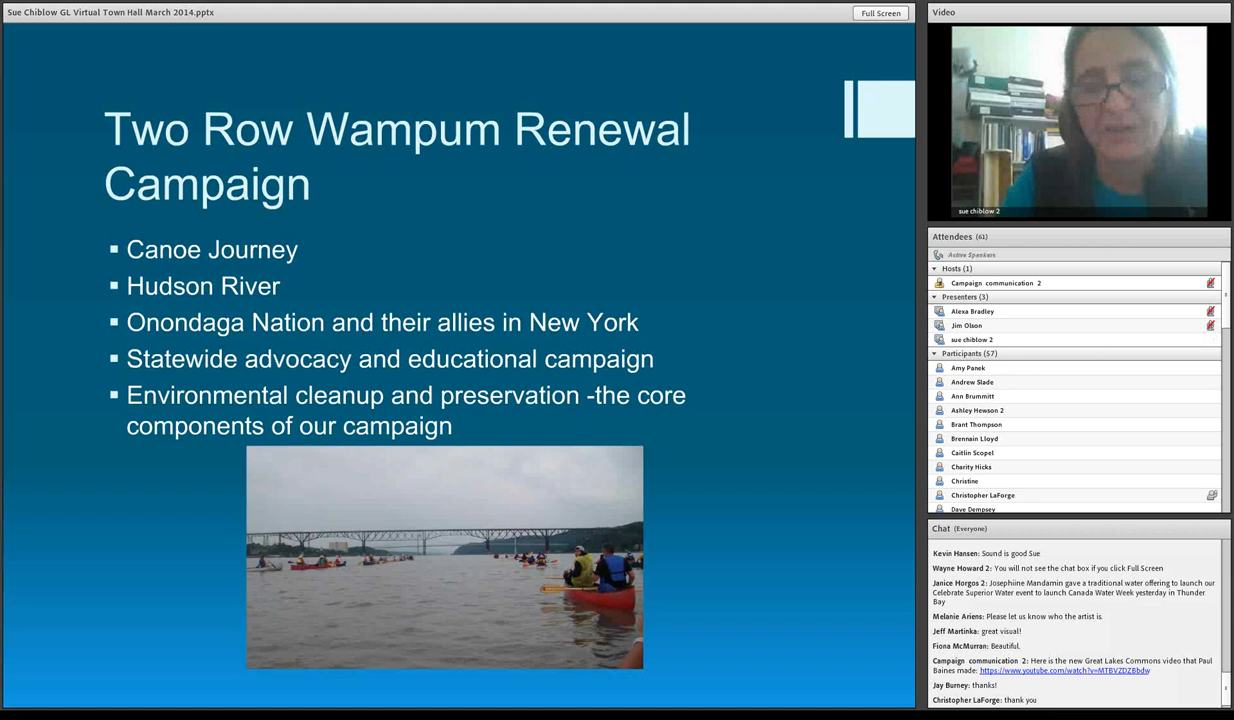 Sue Chiblow GL Virtual Town Hall March 2014.pptx
Full Screen
Two Row Wampum Renewal
Campaign
Canoe Journey
Hudson River
Onondaga Nation and their allies in New York
Statewide advocacy and educational campaign
Environmental cleanup and preservation -the core
components of our campaign
Video
sue chiblow 2
Attendees (61)
Active Speakers
Hosts (1)
Campaign communication 2
Presenters (3)
Alexa Bradley
Jim Olson
sue chiblow 2
Participants (57)
Amy Panek
Andrew Slade
Ann Brummitt
Ashley Hewson 2
Brant Thompson
Brennain Lloyd
Caitlin Scopel
Charity Hicks
Christine
Christopher LaForge
Dave Dempsey
Chat (Everyone)
Kevin Hansen: Sound is good Sue
Wayne Howard 2: You will not see the chat box if you click Full Screen
Janice Horgos 2: Josephiine Mandamin gave a traditional water offering to launch our
Celebrate Superior Water event to launch Canada Water Week yesterday in Thunder
Bay
Melanie Ariens: Please let us know who the artist is.
Jeff Martinka: great visual!
Fiona McMurran: Beautiful.
Campaign communication 2: Here is the new Great Lakes Commons video that Paul
Baines made: https://www.youtube.com/watch?v=MTBVZDZBbdw
Jay Burney: thanks!
Christopher LaForge: thank you